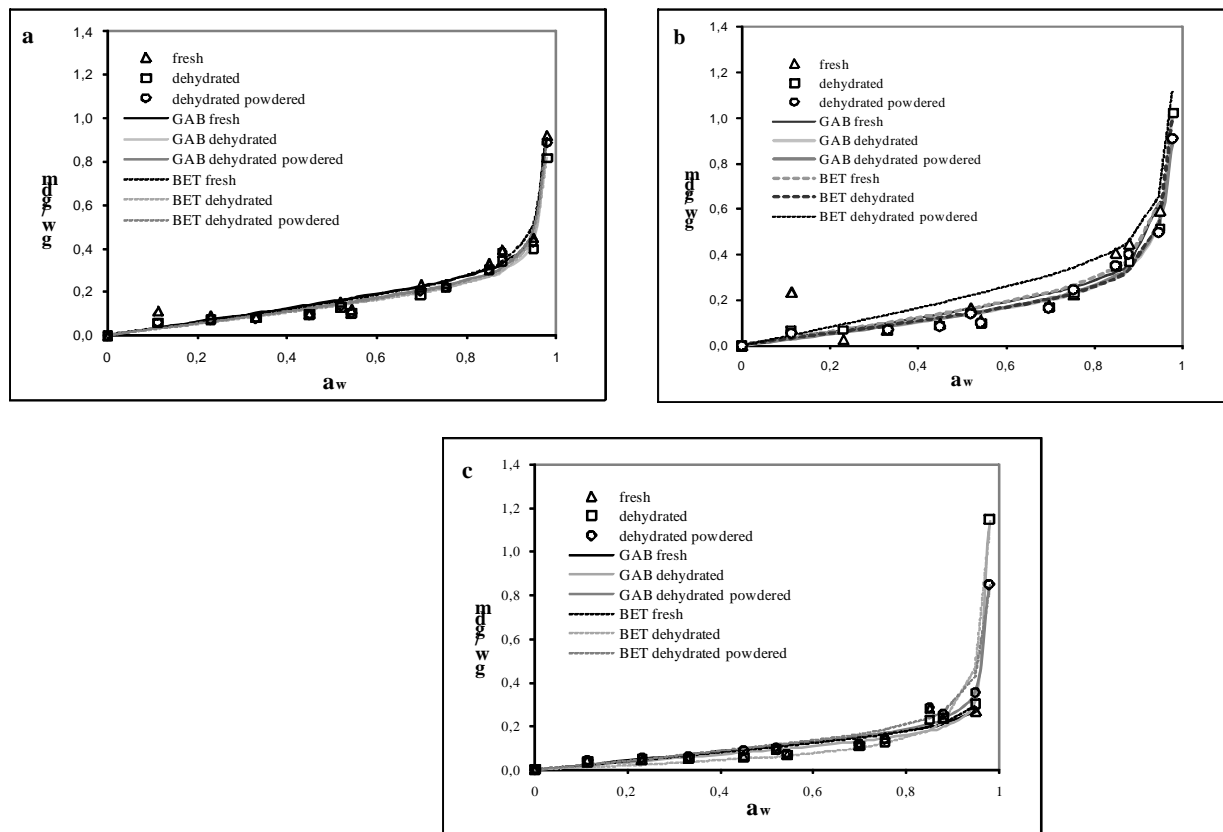 a
1,4
1,2
1,0
0,8
0,6
0,4
0,2
0,0
gw/gdm
fresh
dehydrated
dehydrated powdered
GAB fresh
GAB dehydrated
GAB dehydrated powdered
BET fresh
BET dehydrated
BET dehydrated powdered
0 0,2 0,4 0,6 0,8 1
aw
b
1,4
1,2
1,0
0,8
0,6
0,4
0,2
0,0
gw/gdm
fresh
dehydrated
dehydrated powdered
GAB fresh
GAB dehydrated
GAB dehydrated powdered
BET fresh
BET dehydrated
BET dehydrated powdered
0 0,2 0,4 0,6 0,8 1
aw
c
1,4
1,2
1,0
0,8
0,6
0,4
0,2
0,0
gw/gdm
fresh
dehydrated
dehydrated powdered
GAB fresh
GAB dehydrated
GAB dehydrated powdered
BET fresh
BET dehydrated
BET dehydrated powdered
0 0,2 0,4 0,6 0,8 1
aw